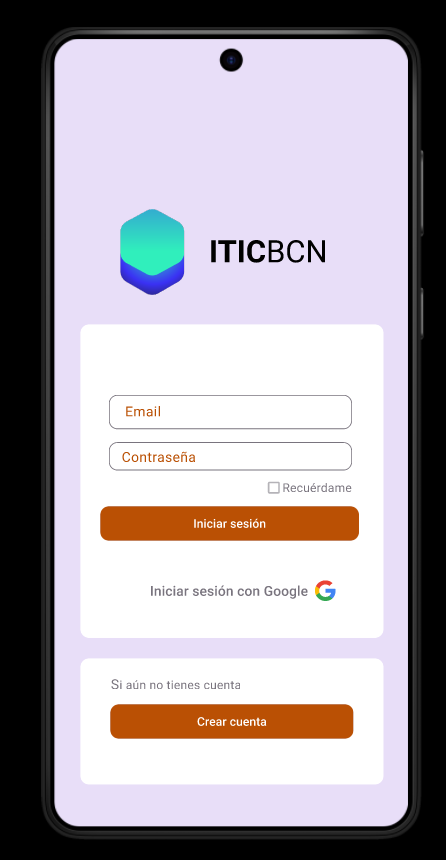 ITICBCN
Email
Contraseña
Recuérdame
Iniciar sesión
Iniciar sesión con Google
Si aún no tienes cuenta
Crear cuenta